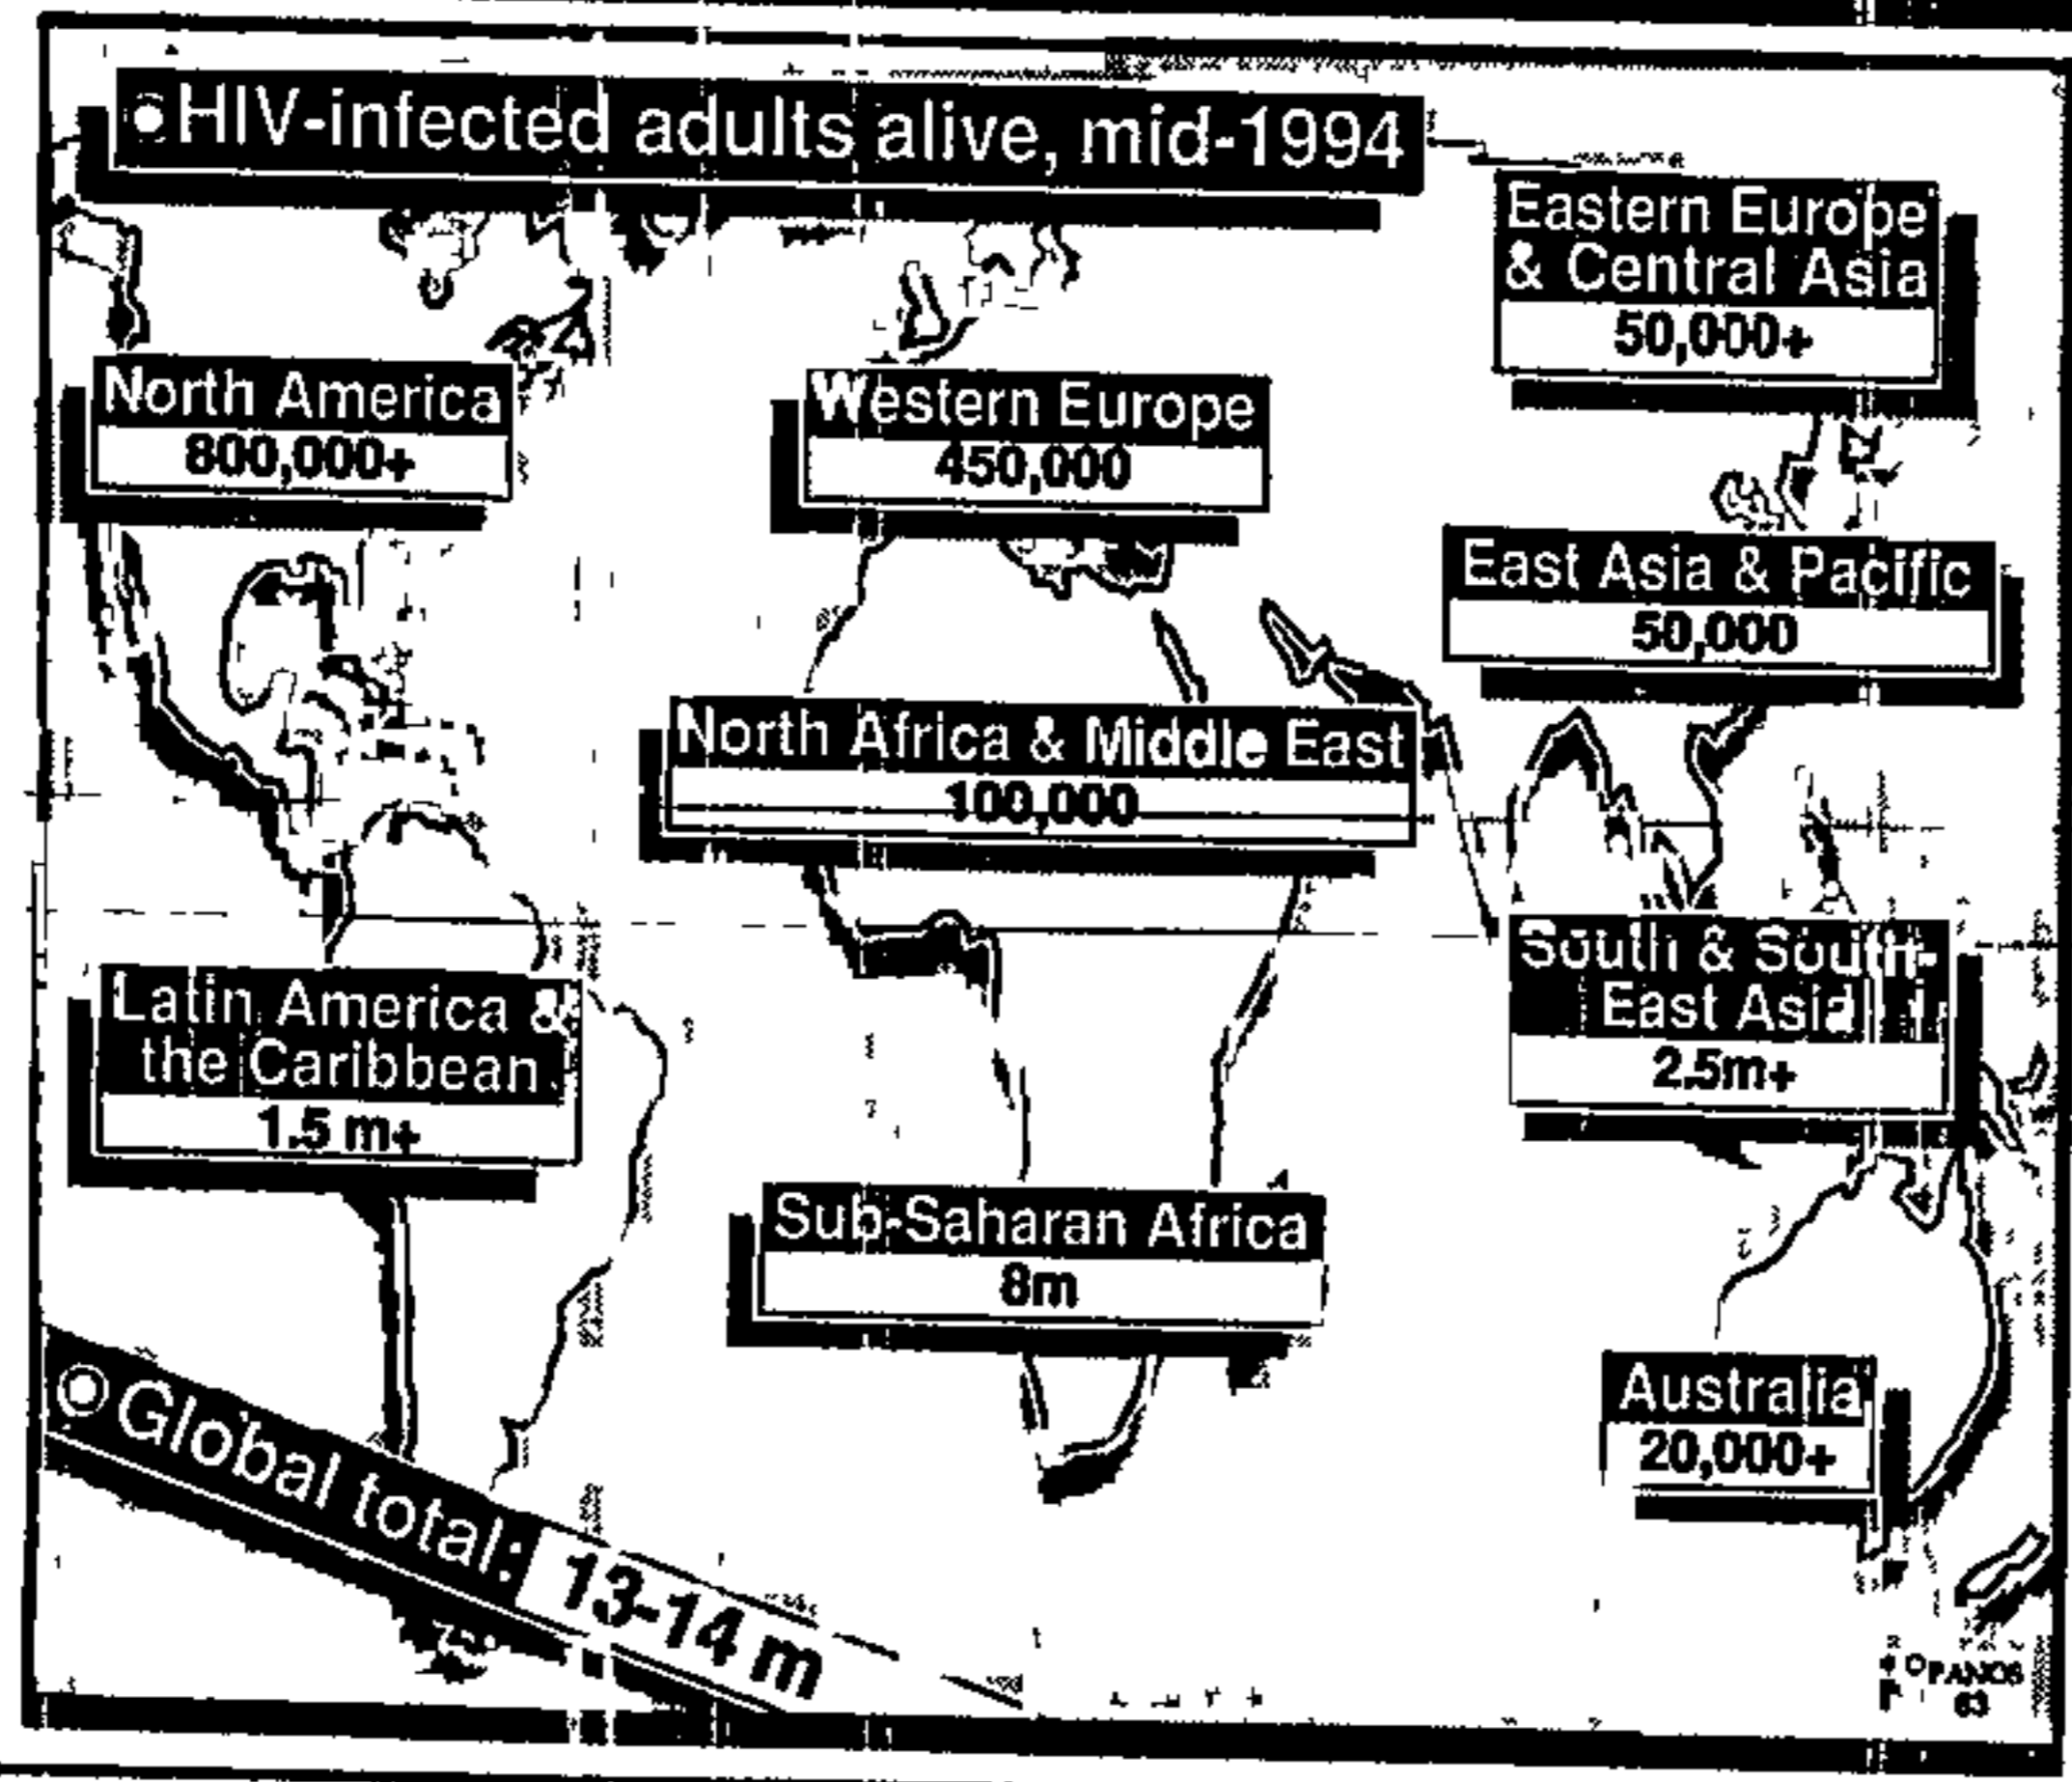 HIV-infected adults alive, mid-1994
Eastern Europe
& Central Asia
50,000+
North America
800,000+
Western Europe
450,000
East Asia & Pacific
50,000
North Africa & Middle East
100,000
South & South-
East Asia
2.5m+
Latin America &
the Caribbean
1.5 m+
Sub-Saharan Africa
8m
Australia
20,000+
Global total: 13-14 m
PANOS
63